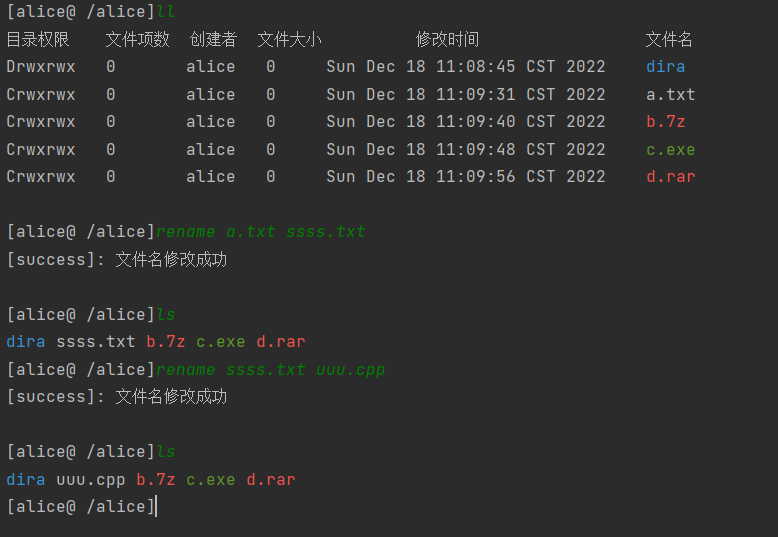 [alice@ /alice]ll
目录权限 文件项数 创建者 文件大小 修改时间 文件名
Drwxrwx 0 alice 0 Sun Dec 18 11:08:45 CST 2022 dira
Crwxrwx 0 alice 0 Sun Dec 18 11:09:31 CST 2022 a.txt
Crwxrwx 0 alice 0 Sun Dec 18 11:09:40 CST 2022 b.7z
Crwxrwx 0 alice 0 Sun Dec 18 11:09:48 CST 2022 c.exe
Crwxrwx 0 alice 0 Sun Dec 18 11:09:56 CST 2022 d.rar
[alice@ /alice]rename a.txt ssss.txt
[success]: 文件名修改成功
[alice@ /alice]ls
dira ssss.txt b.7z c.exe d.rar
[alice@ /alice]rename ssss.txt uuu.cpp
[success]: 文件名修改成功
[alice@ /alice]ls
dira uuu.cpp b.7z c.exe d.rar
[alice@ /alice]